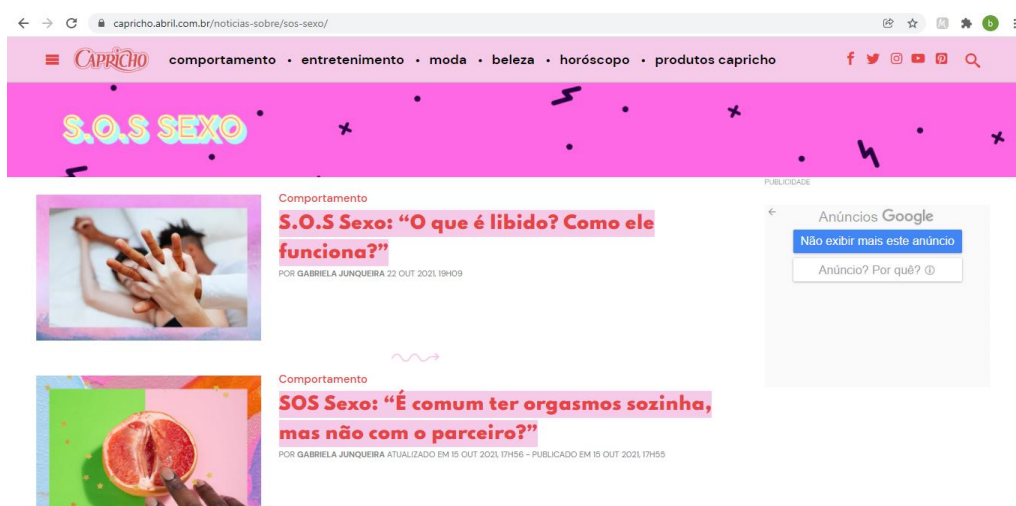 capricho.abril.com.br/noticias-sobre/sos-sexo/
b
CAPRICHO
comportamento • entretenimento • moda • beleza • horóscopo • produtos capricho
S.O.S SEXO
PUBLICIDADE
Comportamento
S.O.S Sexo: “O que é libido? Como ele
funciona?”
POR GABRIELA JUNQUEIRA 22 OUT 2021, 19H09
Anúncios Google
Não exibir mais este anúncio
Anúncio? Por quê?
Comportamento
SOS Sexo: “É comum ter orgasmos sozinha,
mas não com o parceiro?”
POR GABRIELA JUNQUEIRA ATUALIZADO EM 15 OUT 2021, 17H56 - PUBLICADO EM 15 OUT 2021, 17H55